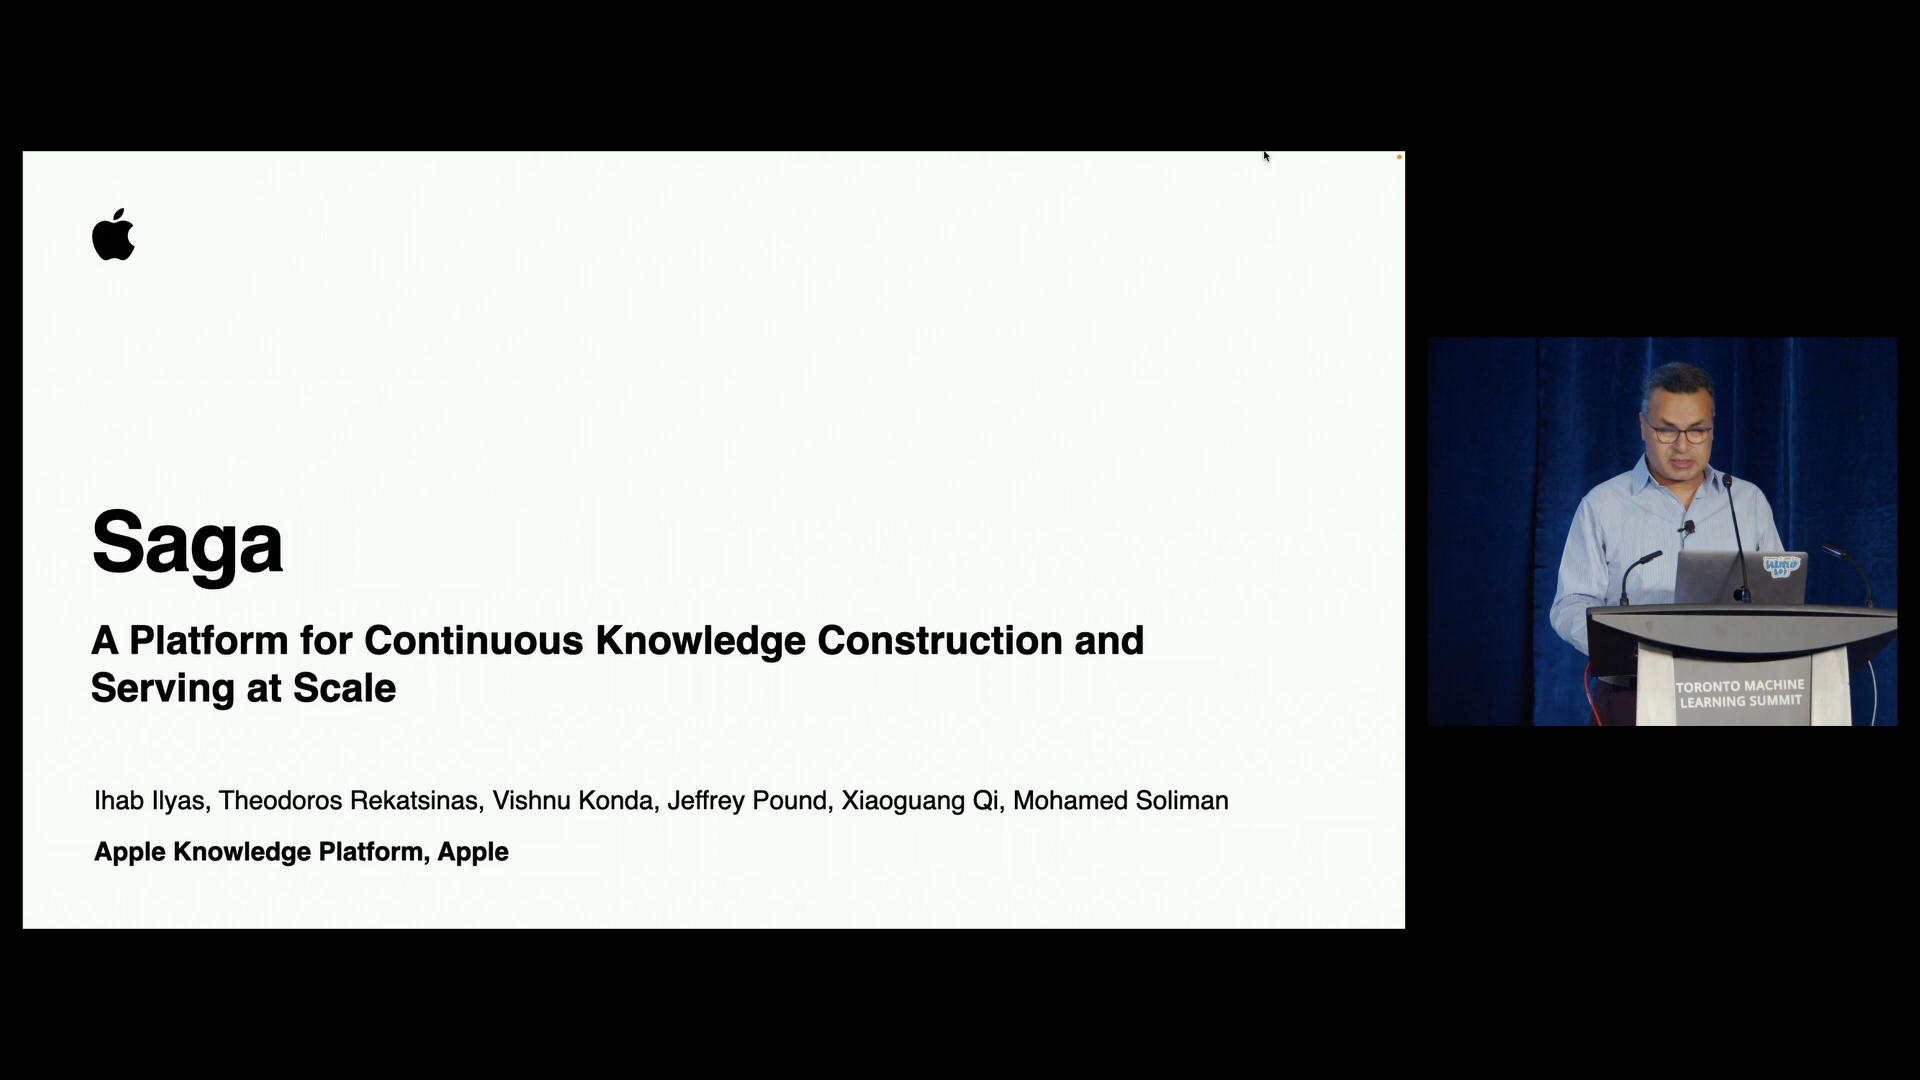 Saga
A Platform for Continuous Knowledge Construction and
Serving at Scale
Ihab Ilyas, Theodoros Rekatsinas, Vishnu Konda, Jeffrey Pound, Xiaoguang Qi, Mohamed Soliman
Apple Knowledge Platform, Apple
TORONTO MACHINE
LEARNING SUMMIT